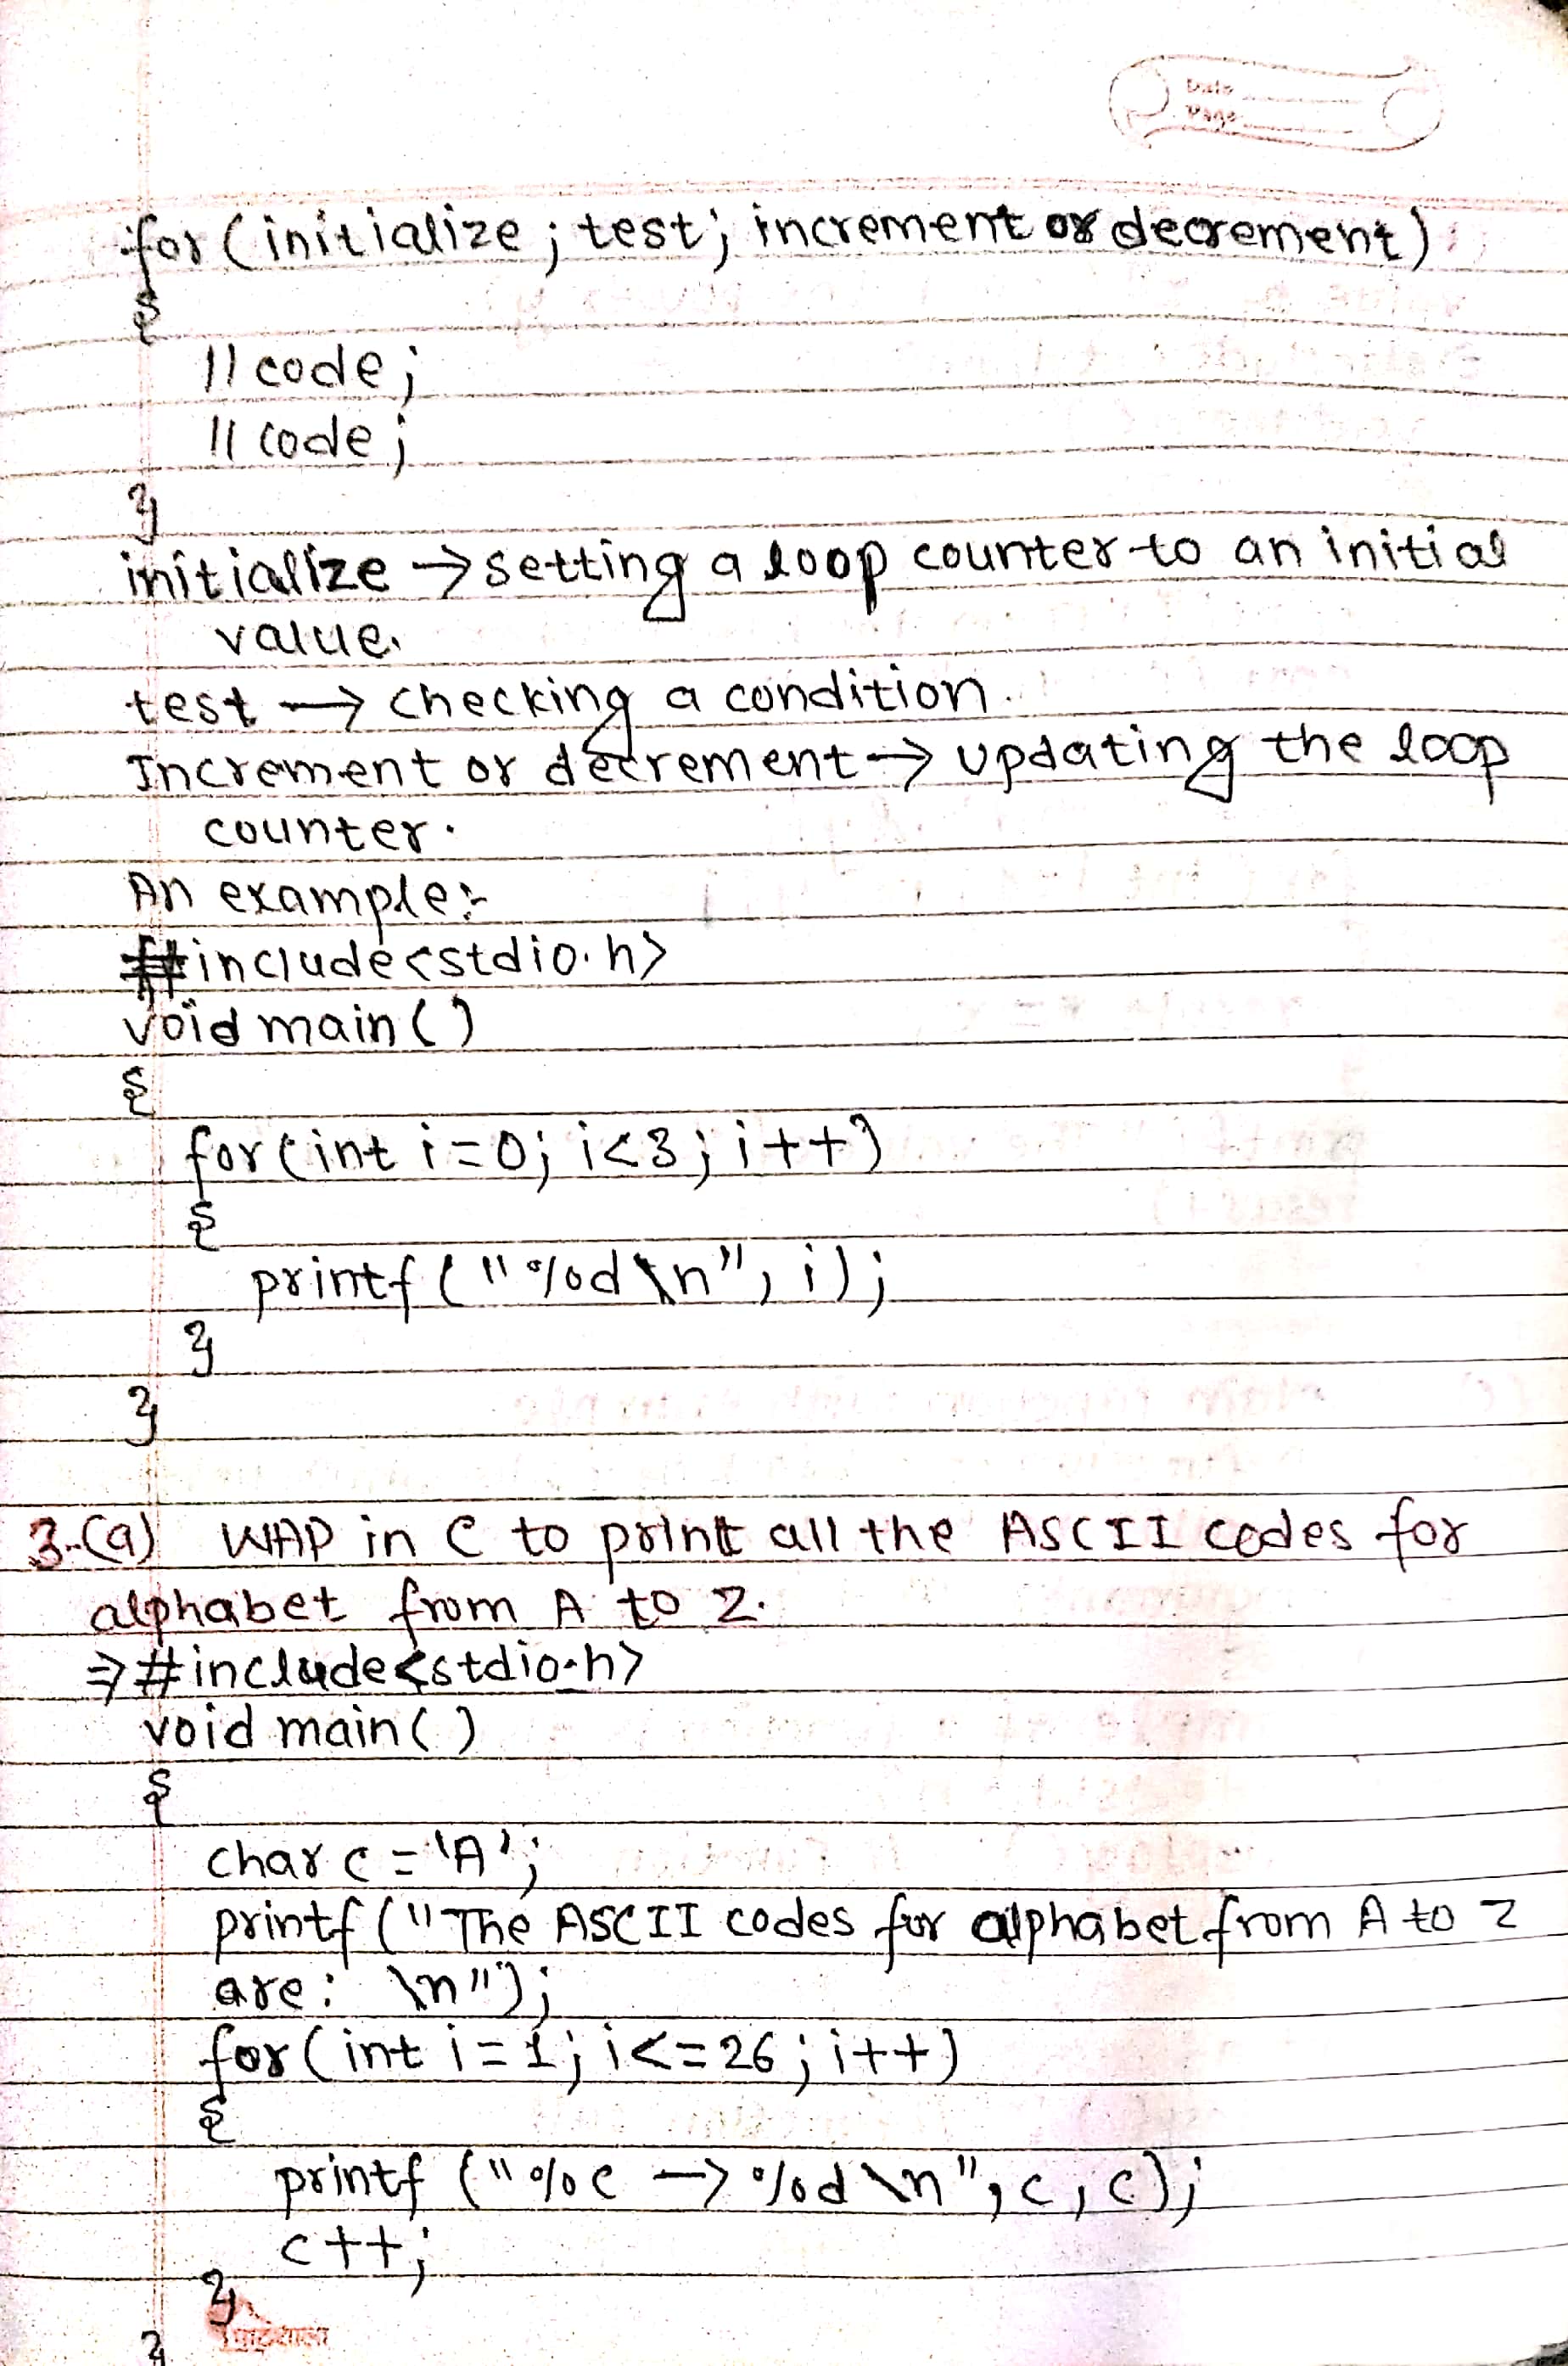 Date
Page
for (initialize ; test ; increment or decrement)
{
// code ;
// code ;
}
initialize → setting a loop counter to an initial
value.
test → checking a condition.
Increment or decrement → updating the loop
counter.
An example:-
#include<stdio.h>
void main()
{
for(int i=0; i<3; i++)
{
printf("%d\n", i);
}
}
3.(a) WAP in C to print all the ASCII codes for
alphabet from A to Z.
⇒ #include<stdio.h>
void main()
{
char c = 'A';
printf("The ASCII codes for alphabet from A to Z
are: \n");
for(int i=1; i<=26; i++)
{
printf ("%c → %d \n", c, c);
c++;
}
पाठशाला
}